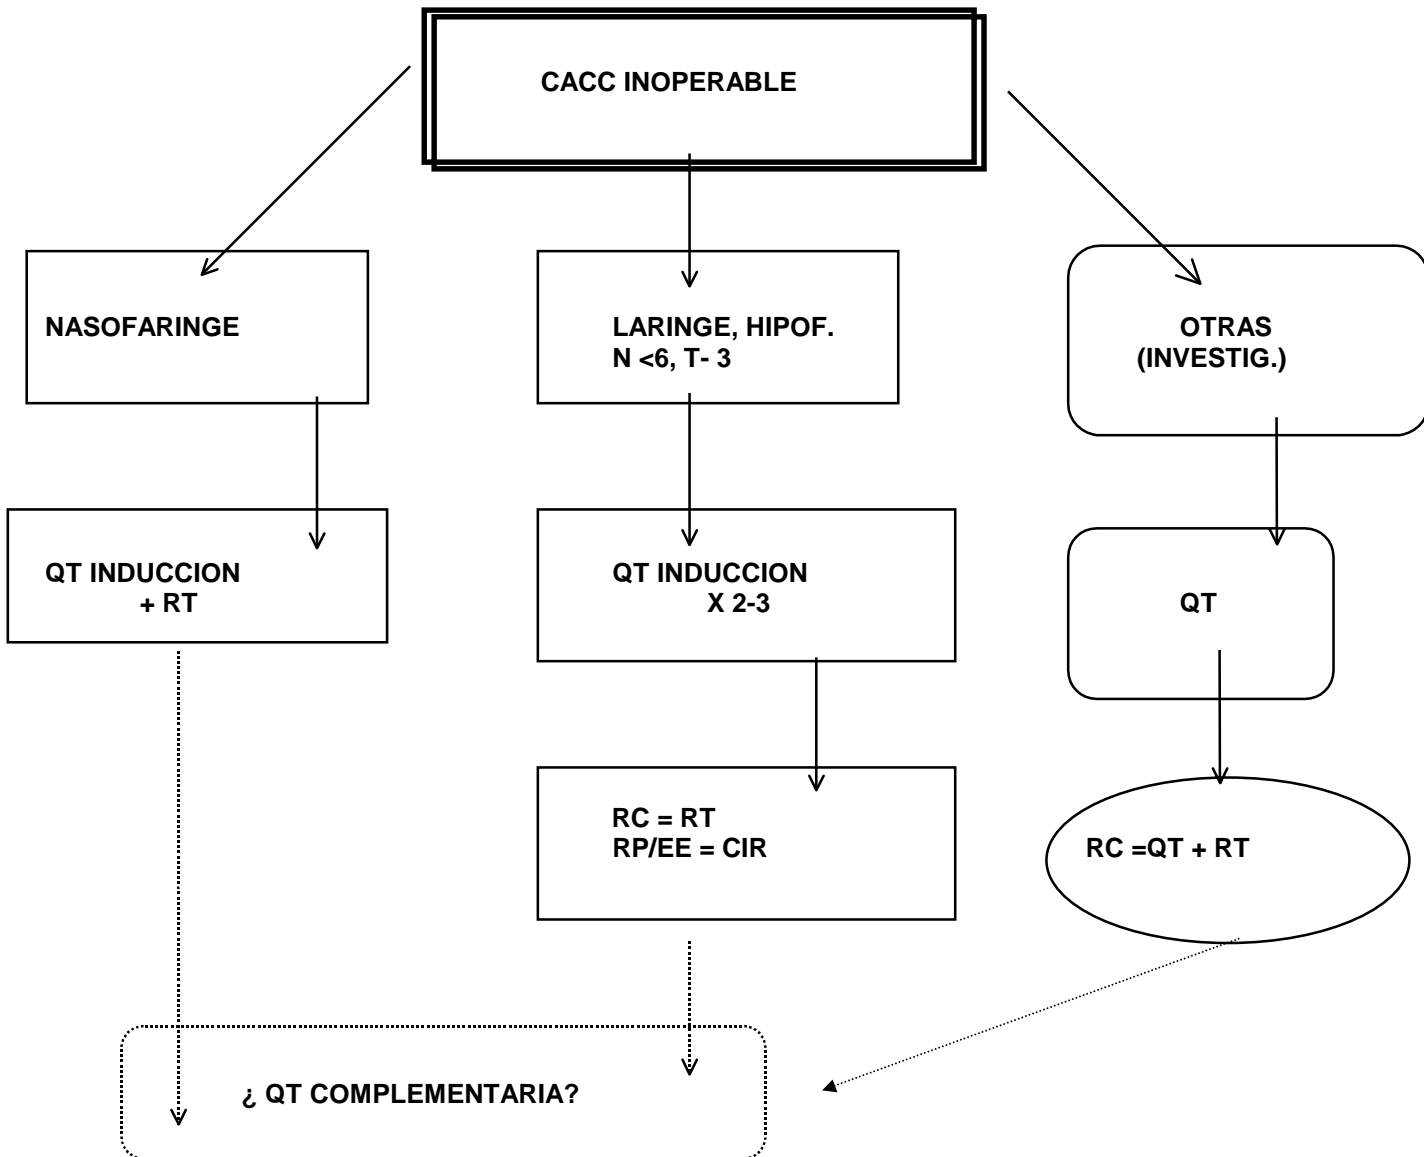 CACC INOPERABLE
NASOFARINGE
LARINGE, HIPOF.
N <6, T- 3
OTRAS
(INVESTIG.)
QT INDUCCION
+ RT
QT INDUCCION
X 2-3
QT
RC = RT
RP/EE = CIR
RC =QT + RT
¿ QT COMPLEMENTARIA?